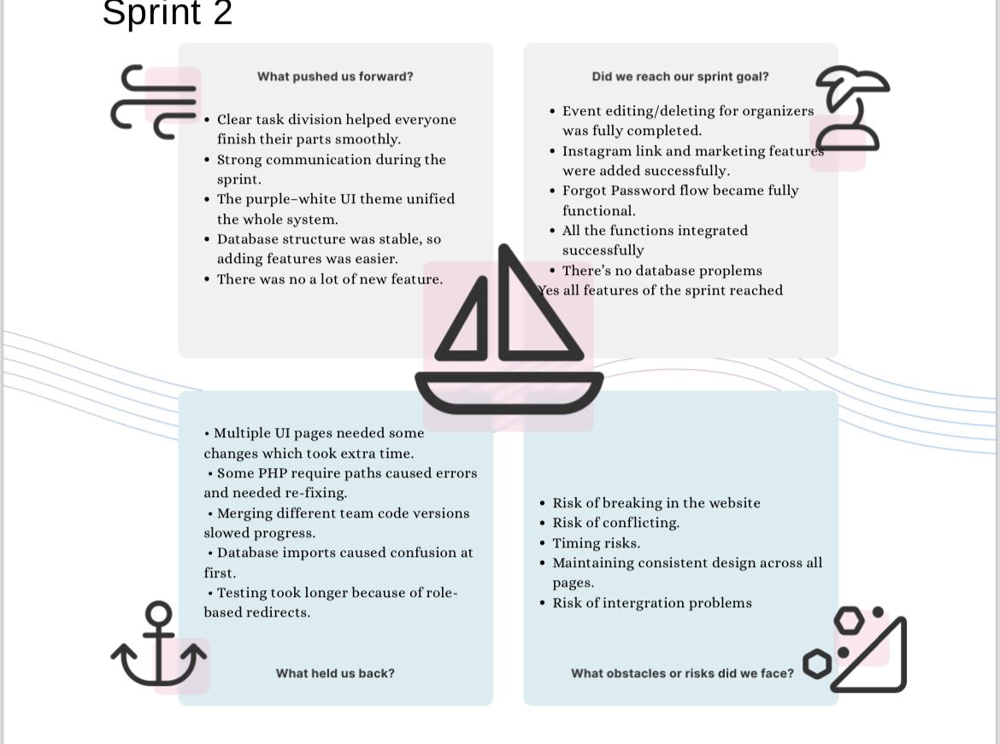 Sprint 2
What pushed us forward?
• Clear task division helped everyone
finish their parts smoothly.
• Strong communication during the
sprint.
• The purple–white UI theme unified
the whole system.
• Database structure was stable, so
adding features was easier.
• There was no a lot of new feature.
Did we reach our sprint goal?
• Event editing/deleting for organizers
was fully completed.
• Instagram link and marketing features
were added successfully.
• Forgot Password flow became fully
functional.
• All the functions integrated
successfully
• There’s no database proplems
Yes all features of the sprint reached
• Multiple UI pages needed some
changes which took extra time.
• Some PHP require paths caused errors
and needed re-fixing.
• Merging different team code versions
slowed progress.
• Database imports caused confusion at
first.
• Testing took longer because of role-
based redirects.
What held us back?
• Risk of breaking in the website
• Risk of conflicting.
• Timing risks.
• Maintaining consistent design across all
pages.
• Risk of intergration problems
What obstacles or risks did we face?